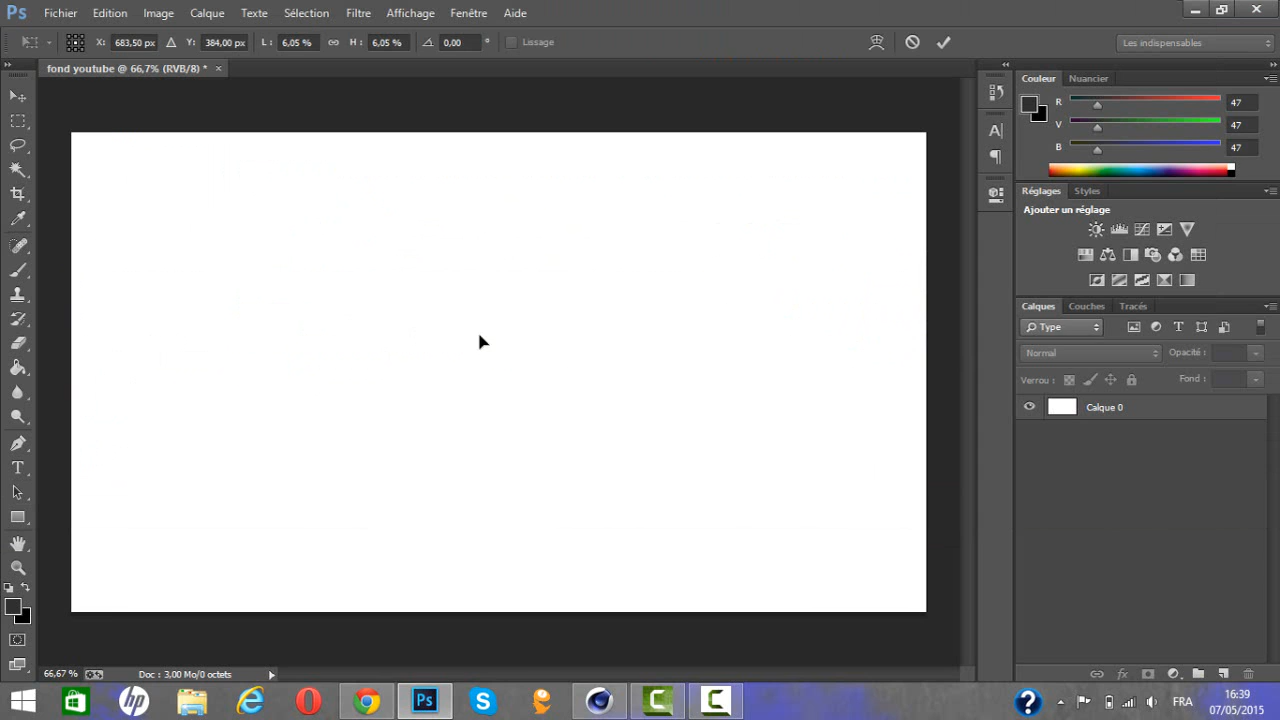 Ps Fichier Edition Image Calque Texte Sélection Filtre Affichage Fenêtre Aide
X: 683,50 px Y: 384,00 px L: 6,05 % H: 6,05 % 0,00 ° Lissage Les indispensables
fond youtube @ 66,7% (RVB/8) * ×
Couleur Nuancier
R 47
V 47
B 47
Réglages Styles
Ajouter un réglage
Calques Couches Tracés
Type
Normal Opacité :
Verrou : Fond :
Calque 0
T
66,67 % Doc : 3,00 Mo/0 octets
hp Ps FRA 16:39
07/05/2015